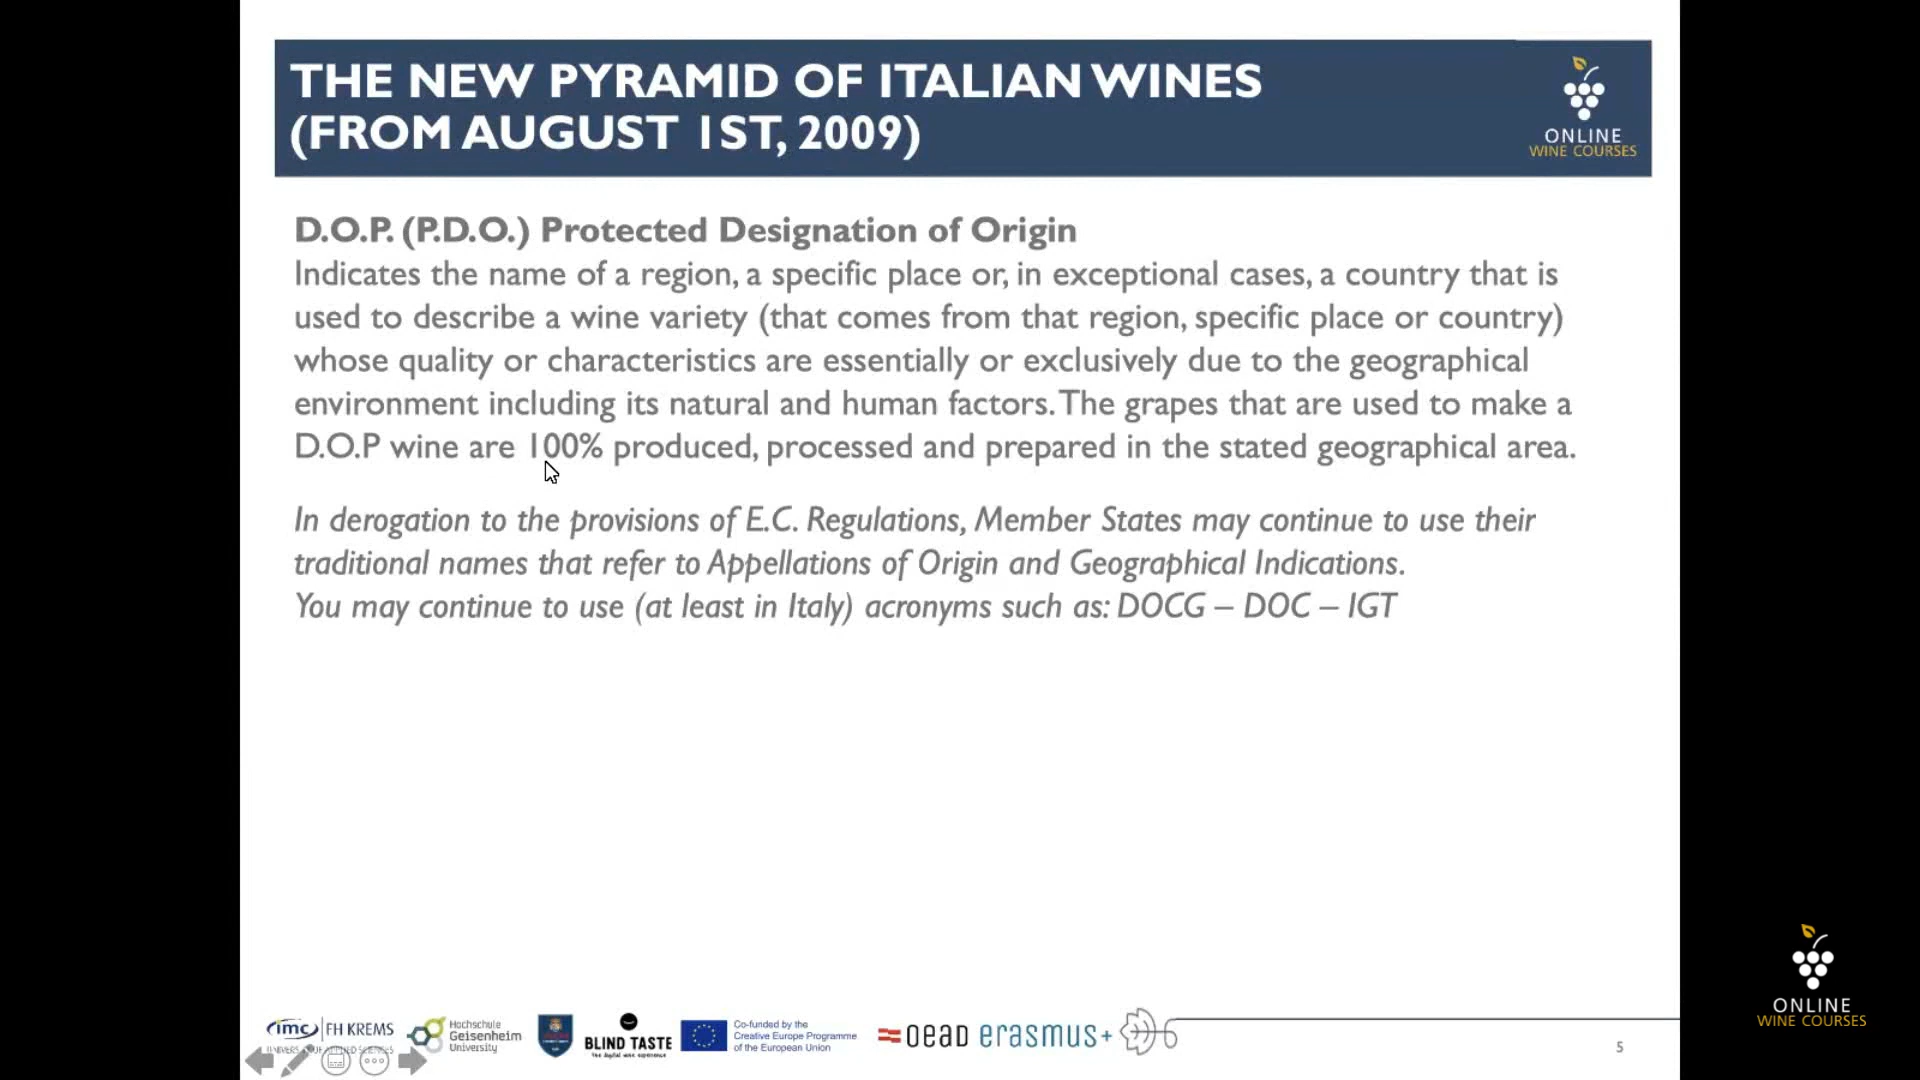 THE NEW PYRAMID OF ITALIAN WINES
(FROM AUGUST 1ST, 2009)
ONLINE
WINE COURSES
D.O.P. (P.D.O.) Protected Designation of Origin
Indicates the name of a region, a specific place or, in exceptional cases, a country that is
used to describe a wine variety (that comes from that region, specific place or country)
whose quality or characteristics are essentially or exclusively due to the geographical
environment including its natural and human factors. The grapes that are used to make a
D.O.P wine are 100% produced, processed and prepared in the stated geographical area.
In derogation to the provisions of E.C. Regulations, Member States may continue to use their
traditional names that refer to Appellations of Origin and Geographical Indications.
You may continue to use (at least in Italy) acronyms such as: DOCG – DOC – IGT
imc FH KREMS
Hochschule
Geisenheim
University
BLIND TASTE
The digital wine experience
Co-funded by the
Creative Europe Programme
of the European Union
oead erasmus+
5
ONLINE
WINE COURSES